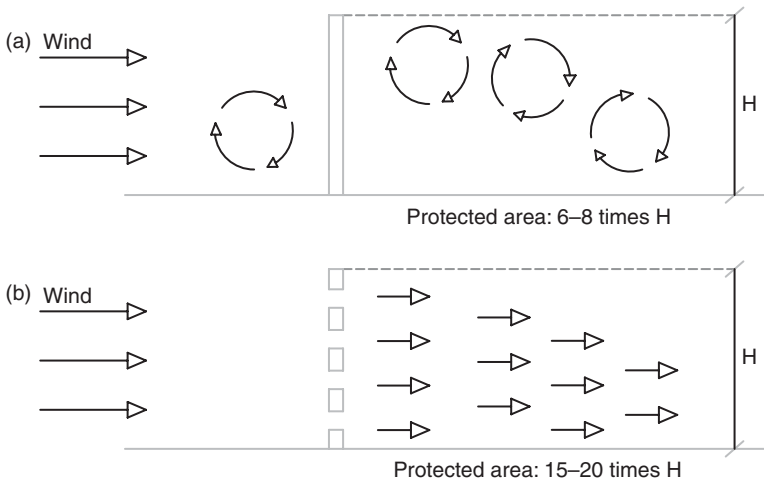 (a) Wind
H
Protected area: 6–8 times H
(b) Wind
H
Protected area: 15–20 times H